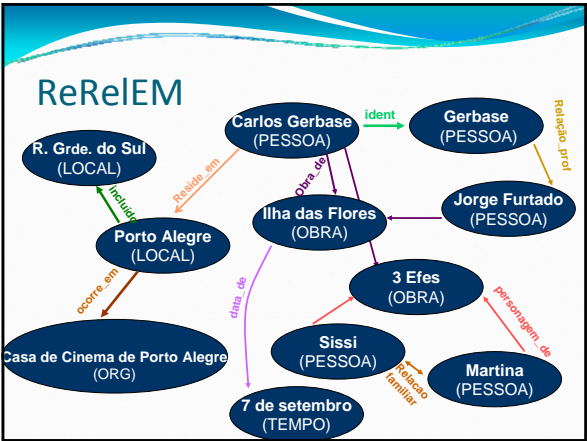 ReRelEM
Carlos Gerbase
(PESSOA)
ident
Gerbase
(PESSOA)
Relação_prof
R. Grde. do Sul
(LOCAL)
incluido
Reside_em
Obra_de
Ilha das Flores
(OBRA)
Jorge Furtado
(PESSOA)
Porto Alegre
(LOCAL)
ocorre_em
data_de
3 Efes
(OBRA)
personagem_de
Casa de Cinema de Porto Alegre
(ORG)
Sissi
(PESSOA)
Relacao
familiar
Martina
(PESSOA)
7 de setembro
(TEMPO)